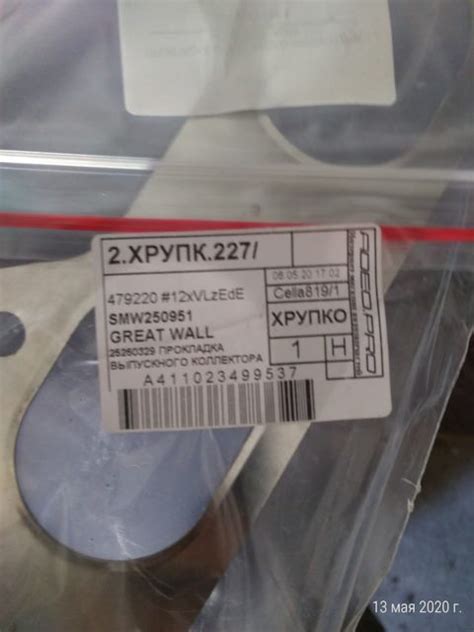 2.ХРУПК.227/
06.05.20 17:02
479220 #12xVLzEdE
Cella819/1
SMW250951
ХРУПКО
GREAT WALL
1 Н
25260329 ПРОКЛАДКА
ВЫПУСКНОГО КОЛЛЕКТОРА
A411023499537
13 мая 2020 г.